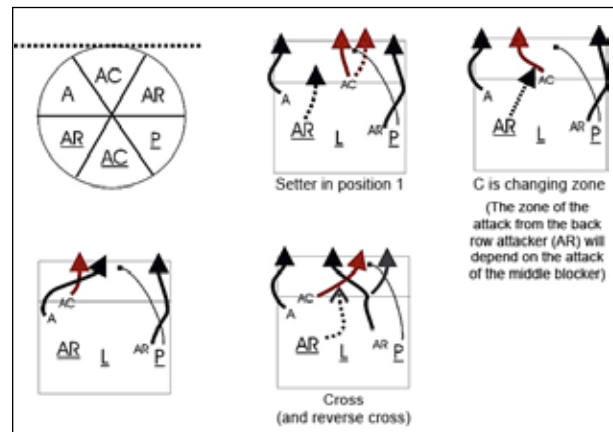 AC
A AR
AR P
AC
AC
A
AR L AR P
Setter in position 1
AC
AR L AR P
C is changing zone
(The zone of the
attack from the back
row attacker (AR) will
depend on the attack
of the middle blocker)
AC
A
AR L AR P
AC
A
AR L AR P
Cross
(and reverse cross)